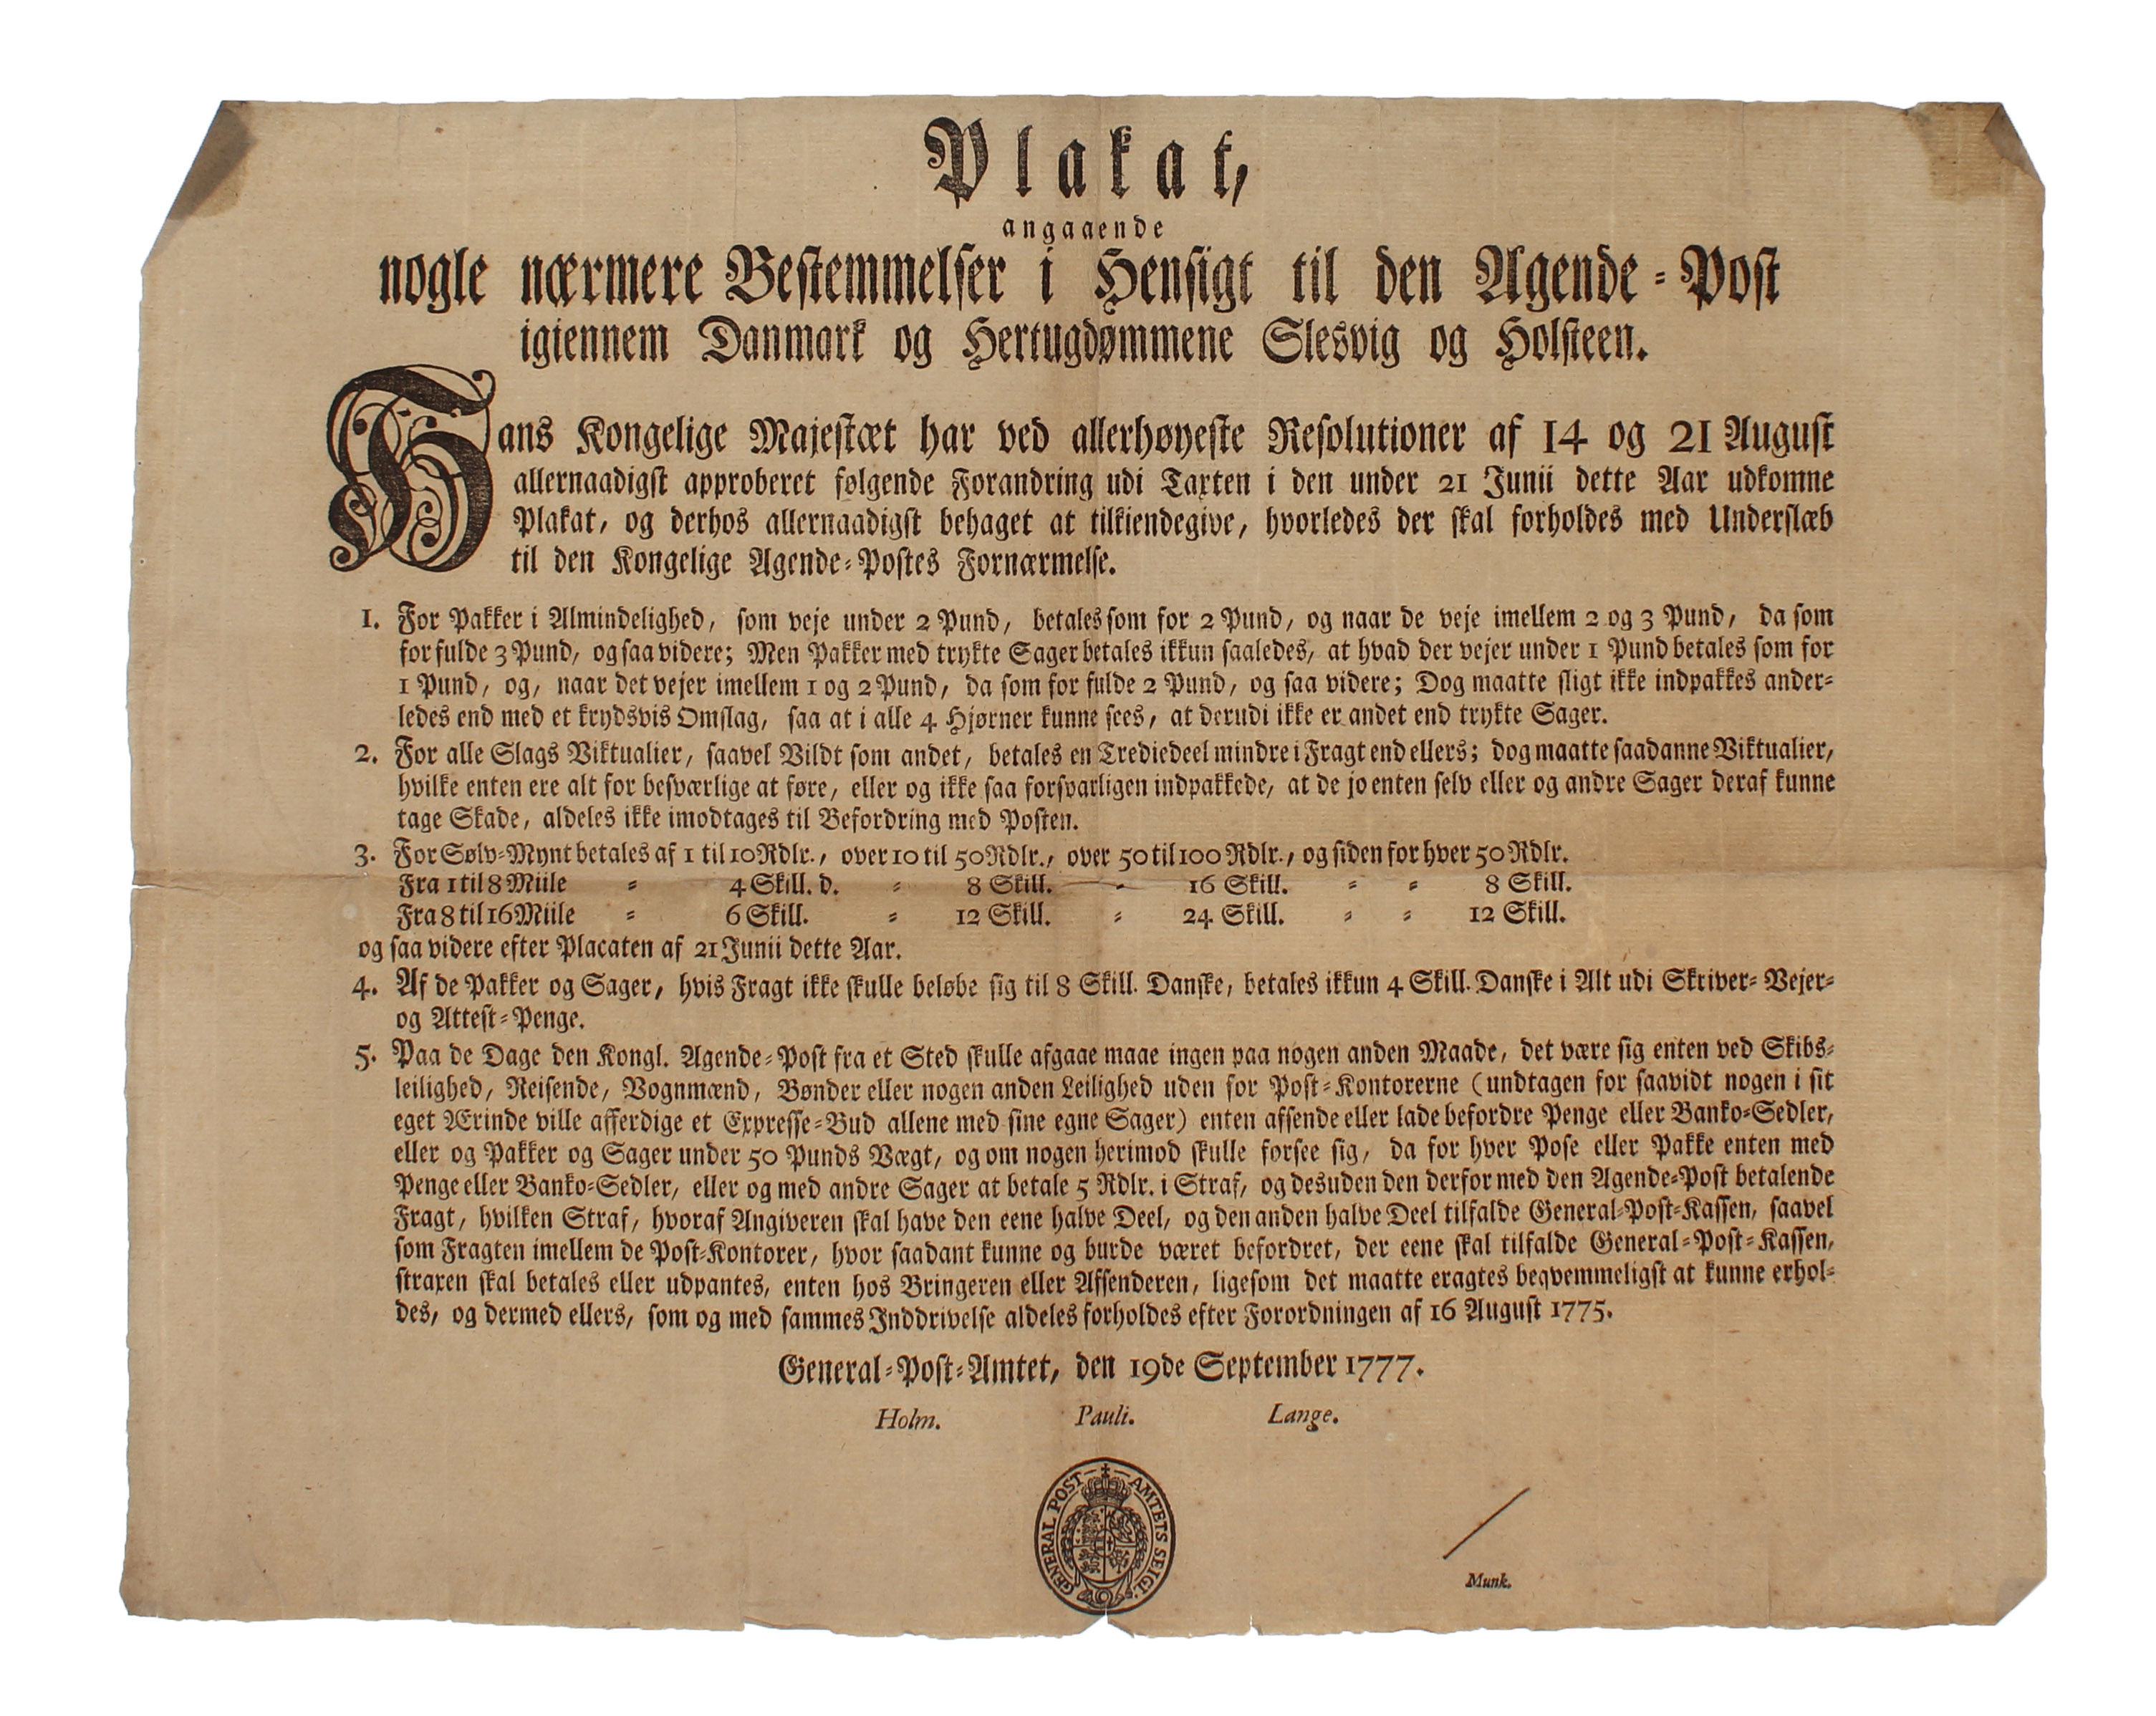 Plakat,
angaaende
nogle nærmere Bestemmelser i Hensigt til den Agende-Post
igiennem Danmark og Hertugdømmene Slesvig og Holsteen.
Hans Kongelige Majestæt har ved allerhøyeste Resolutioner af 14 og 21 August
allernaadigst approberet følgende Forandring udi Taxten i den under 21 Junii dette Aar udkomne
Plakat, og derhos allernaadigst behaget at tilkiendegive, hvorledes der skal forholdes med Underslæb
til den Kongelige Agende-Postes Fornærmelse.
1. For Pakker i Almindelighed, som veje under 2 Pund, betales som for 2 Pund, og naar de veje imellem 2 og 3 Pund, da som
for fulde 3 Pund, og saa videre; Men Pakker med trykte Sager betales ikkun saaledes, at hvad der vejer under 1 Pund betales som for
1 Pund, og, naar det vejer imellem 1 og 2 Pund, da som for fulde 2 Pund, og saa videre; Dog maatte sligt ikke indpakkes ander-
ledes end med et krydsvis Omslag, saa at i alle 4 Hjørner kunne sees, at derudi ikke er andet end trykte Sager.
2. For alle Slags Viktualier, saavel Vildt som andet, betales en Trediedeel mindre i Fragt end ellers; dog maatte saadanne Viktualier,
hvilke enten ere alt for besværlige at føre, eller og ikke saa forsvarligen indpakkede, at de jo enten selv eller og andre Sager deraf kunne
tage Skade, aldeles ikke imodtages til Befordring med Posten.
3. For Sølv-Mynt betales af 1 til 10 Rdlr., over 10 til 50 Rdlr., over 50 til 100 Rdlr., og siden for hver 50 Rdlr.
Fra 1 til 8 Miile - 4 Skill. d. - 8 Skill. - 16 Skill. - - 8 Skill.
Fra 8 til 16 Miile - 6 Skill. - 12 Skill. - 24 Skill. - - 12 Skill.
og saa videre efter Placaten af 21 Junii dette Aar.
4. Af de Pakker og Sager, hvis Fragt ikke skulle beløbe sig til 8 Skill. Danske, betales ikkun 4 Skill. Danske i Alt udi Skriver- Vejer-
og Attest-Penge.
5. Paa de Dage den Kongl. Agende-Post fra et Sted skulle afgaae maae ingen paa nogen anden Maade, det være sig enten ved Skibs-
leilighed, Reisende, Vognmænd, Bønder eller nogen anden Leilighed uden for Post-Kontorerne (undtagen for saavidt nogen i sit
eget Ærinde ville afferdige et Expresse-Bud allene med sine egne Sager) enten afsende eller lade befordre Penge eller Banko-Sedler,
eller og Pakker og Sager under 50 Punds Vægt, og om nogen herimod skulle forsee sig, da for hver Pose eller Pakke enten med
Penge eller Banko-Sedler, eller og med andre Sager at betale 5 Rdlr. i Straf, og desuden den derfor med den Agende-Post betalende
Fragt, hvilken Straf, hvoraf Angiveren skal have den eene halve Deel, og den anden halve Deel tilfalde General-Post-Kassen, saavel
som Fragten imellem de Post-Kontorer, hvor saadant kunne og burde været befordret, der eene skal tilfalde General-Post-Kassen,
straxen skal betales eller udpantes, enten hos Bringeren eller Afsenderen, ligesom det maatte eragtes beqvemmeligst at kunne erhol-
des, og dermed ellers, som og med sammes Inddrivelse aldeles forholdes efter Forordningen af 16 August 1775.
General-Post-Amtet, den 19de September 1777.
Holm. Pauli. Lange.
GENERAL POST AMTETS SEIGL.
Munk.